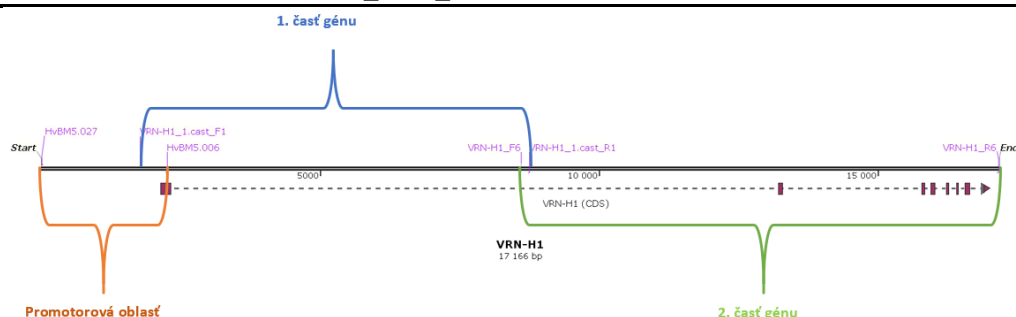 1. časť génu
HvBM5.027
VRN-H1_1.cast_F1
Start
HvBM5.006
VRN-H1_F6
VRN-H1_1.cast_R1
VRN-H1_R6
End
5000
10 000
15 000
VRN-H1 (CDS)
VRN-H1
17 166 bp
Promotorová oblasť
2. časť génu